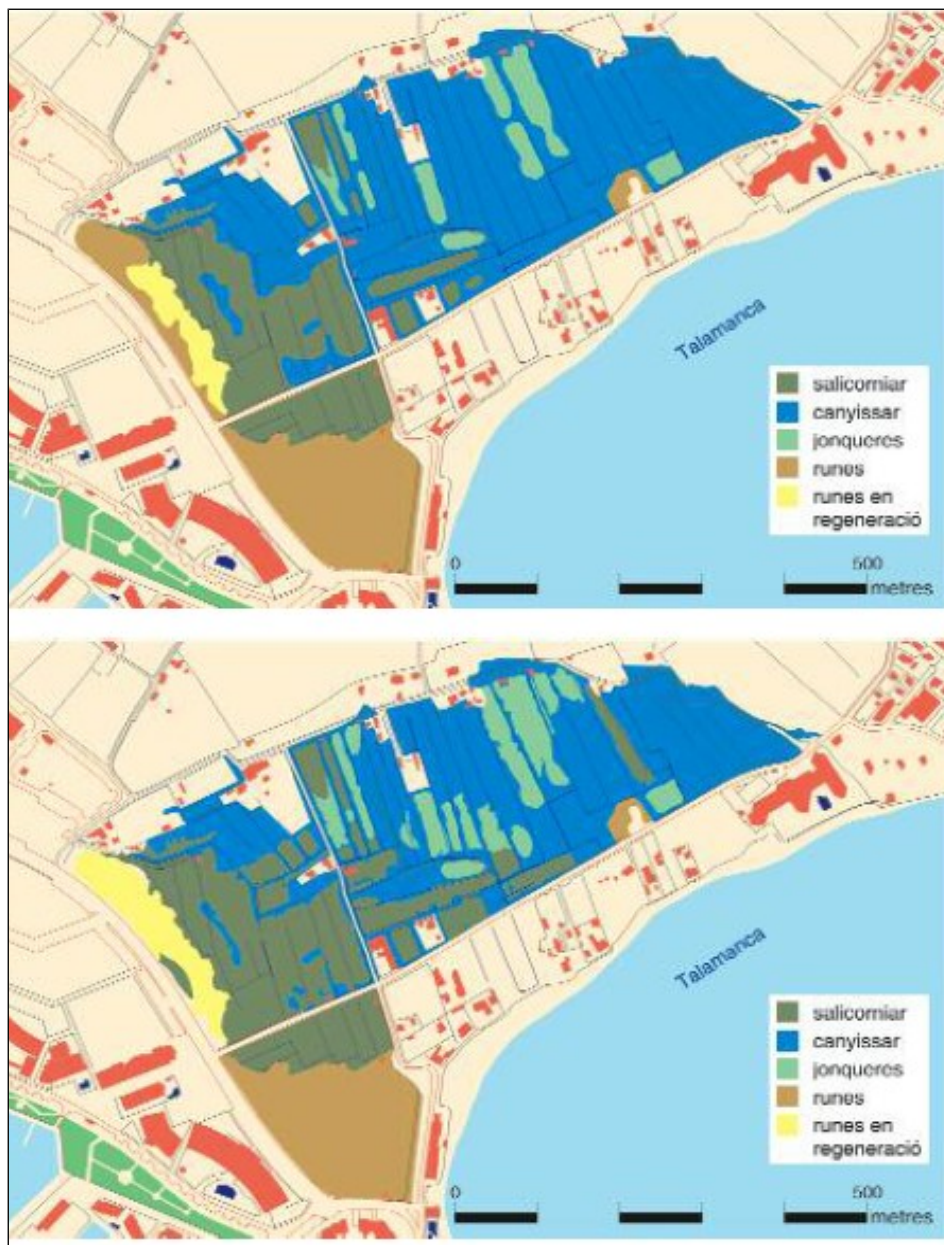 Talamanca
salicorniar
canyissar
jonqueres
runes
runes en
regeneració
0 500
metres
Talamanca
salicorniar
canyissar
jonqueres
runes
runes en
regeneració
0 500
metres